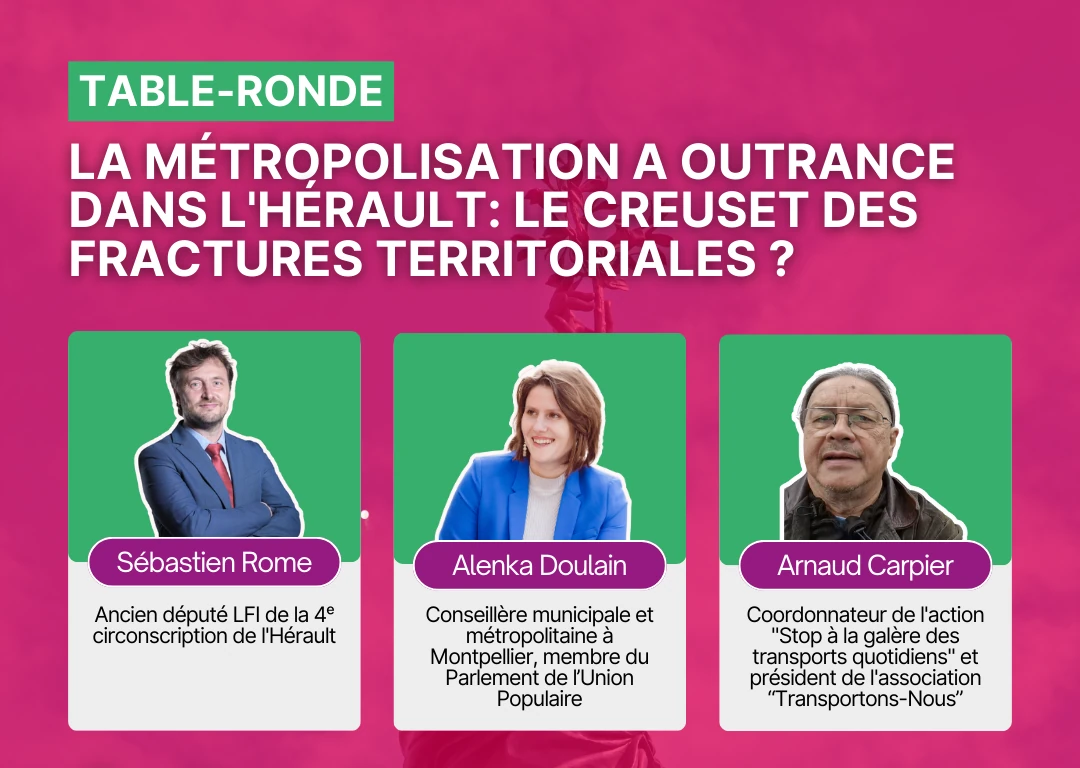 TABLE-RONDE
LA MÉTROPOLISATION A OUTRANCE
DANS L'HÉRAULT: LE CREUSET DES
FRACTURES TERRITORIALES ?
Sébastien Rome
Ancien député LFI de la 4ᵉ
circonscription de l'Hérault
Alenka Doulain
Conseillère municipale et
métropolitaine à
Montpellier, membre du
Parlement de l’Union
Populaire
Arnaud Carpier
Coordonnateur de l'action
"Stop à la galère des
transports quotidiens" et
président de l'association
“Transportons-Nous”